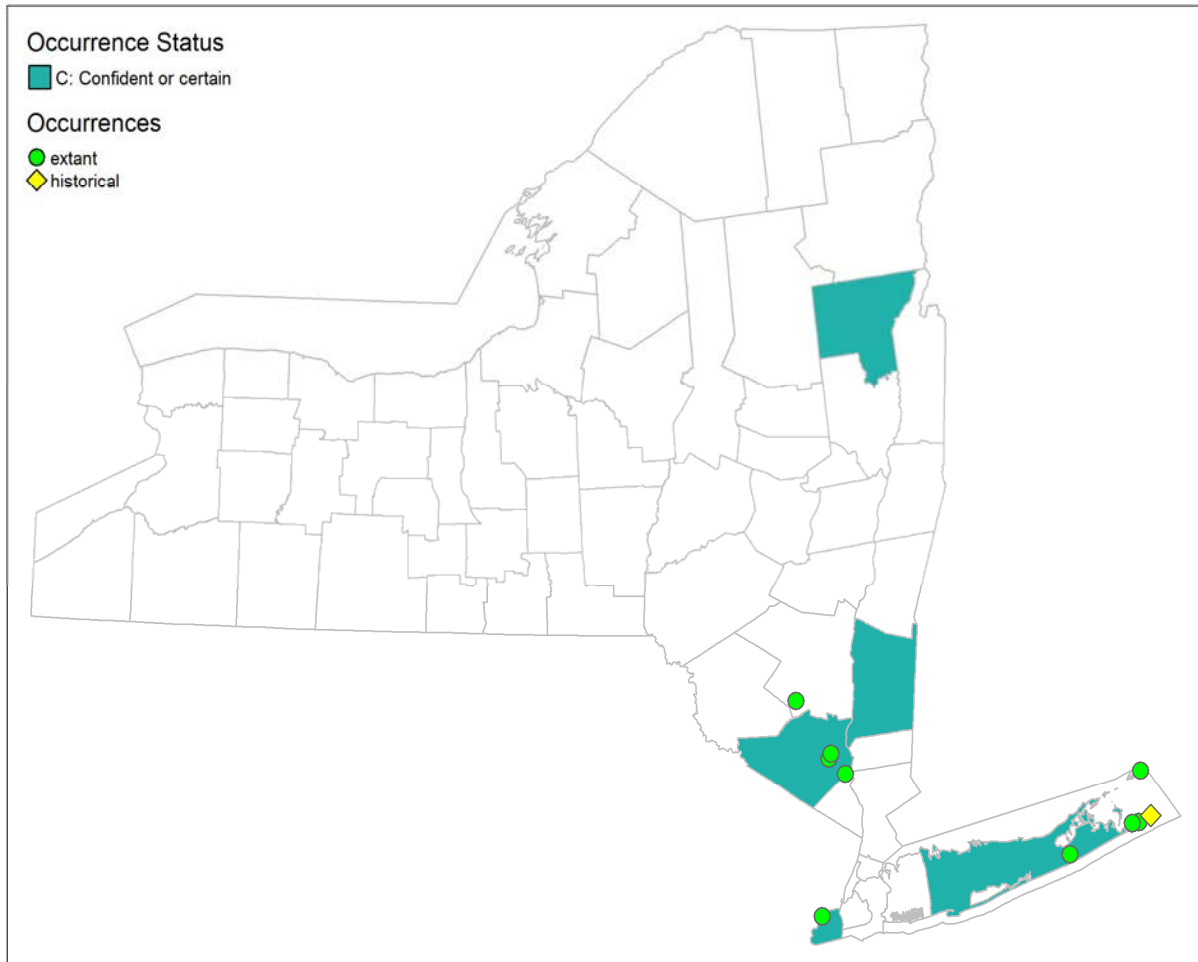 Occurrence Status
C: Confident or certain
Occurrences
extant
historical